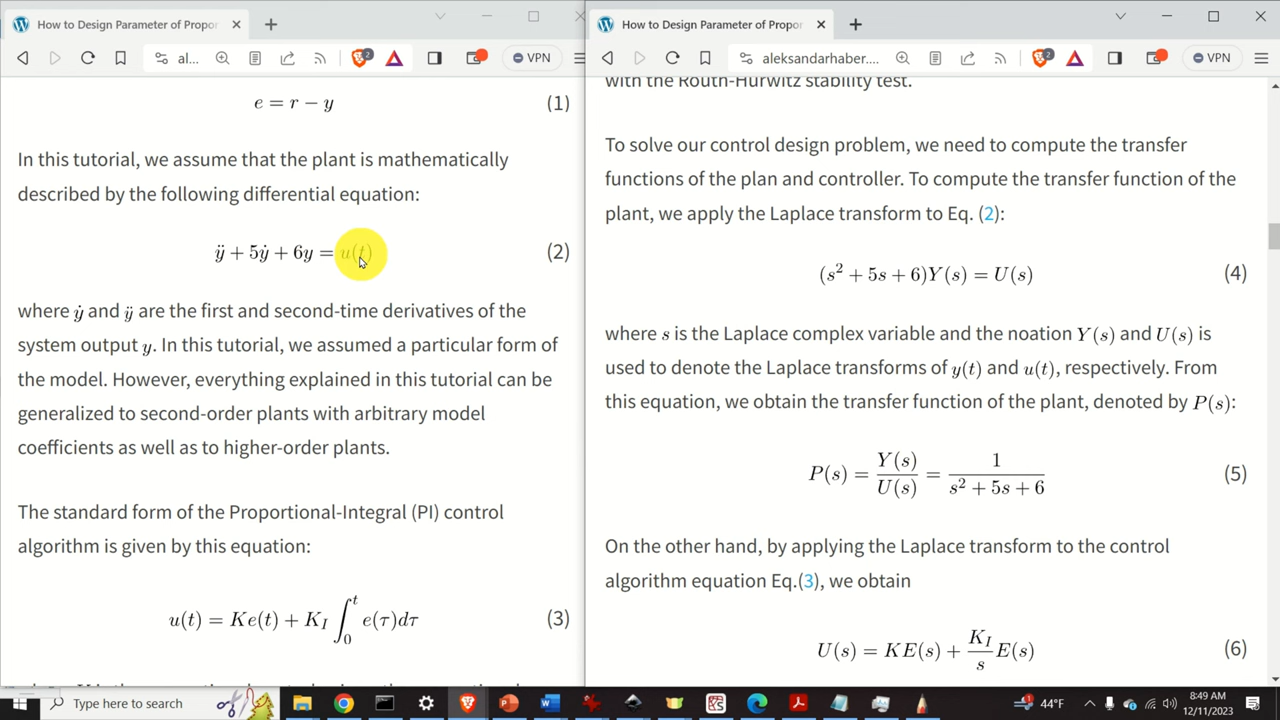 How to Design Parameter of Propor
al...
2
VPN
e = r − y (1)
In this tutorial, we assume that the plant is mathematically
described by the following differential equation:
ÿ + 5ẏ + 6y = u(t) (2)
where ẏ and ÿ are the first and second-time derivatives of the
system output y. In this tutorial, we assumed a particular form of
the model. However, everything explained in this tutorial can be
generalized to second-order plants with arbitrary model
coefficients as well as to higher-order plants.
The standard form of the Proportional-Integral (PI) control
algorithm is given by this equation:
u(t) = Ke(t) + K_I ∫_0^t e(τ)dτ (3)
How to Design Parameter of Propor
aleksandarhaber....
2
VPN
with the Routh-Hurwitz stability test.
To solve our control design problem, we need to compute the transfer
functions of the plan and controller. To compute the transfer function of the
plant, we apply the Laplace transform to Eq. (2):
(s² + 5s + 6)Y(s) = U(s) (4)
where s is the Laplace complex variable and the noation Y(s) and U(s) is
used to denote the Laplace transforms of y(t) and u(t), respectively. From
this equation, we obtain the transfer function of the plant, denoted by P(s):
P(s) = Y(s)/U(s) = 1/(s² + 5s + 6) (5)
On the other hand, by applying the Laplace transform to the control
algorithm equation Eq.(3), we obtain
U(s) = KE(s) + K_I/s E(s) (6)
Type here to search
44°F
8:49 AM
12/11/2023